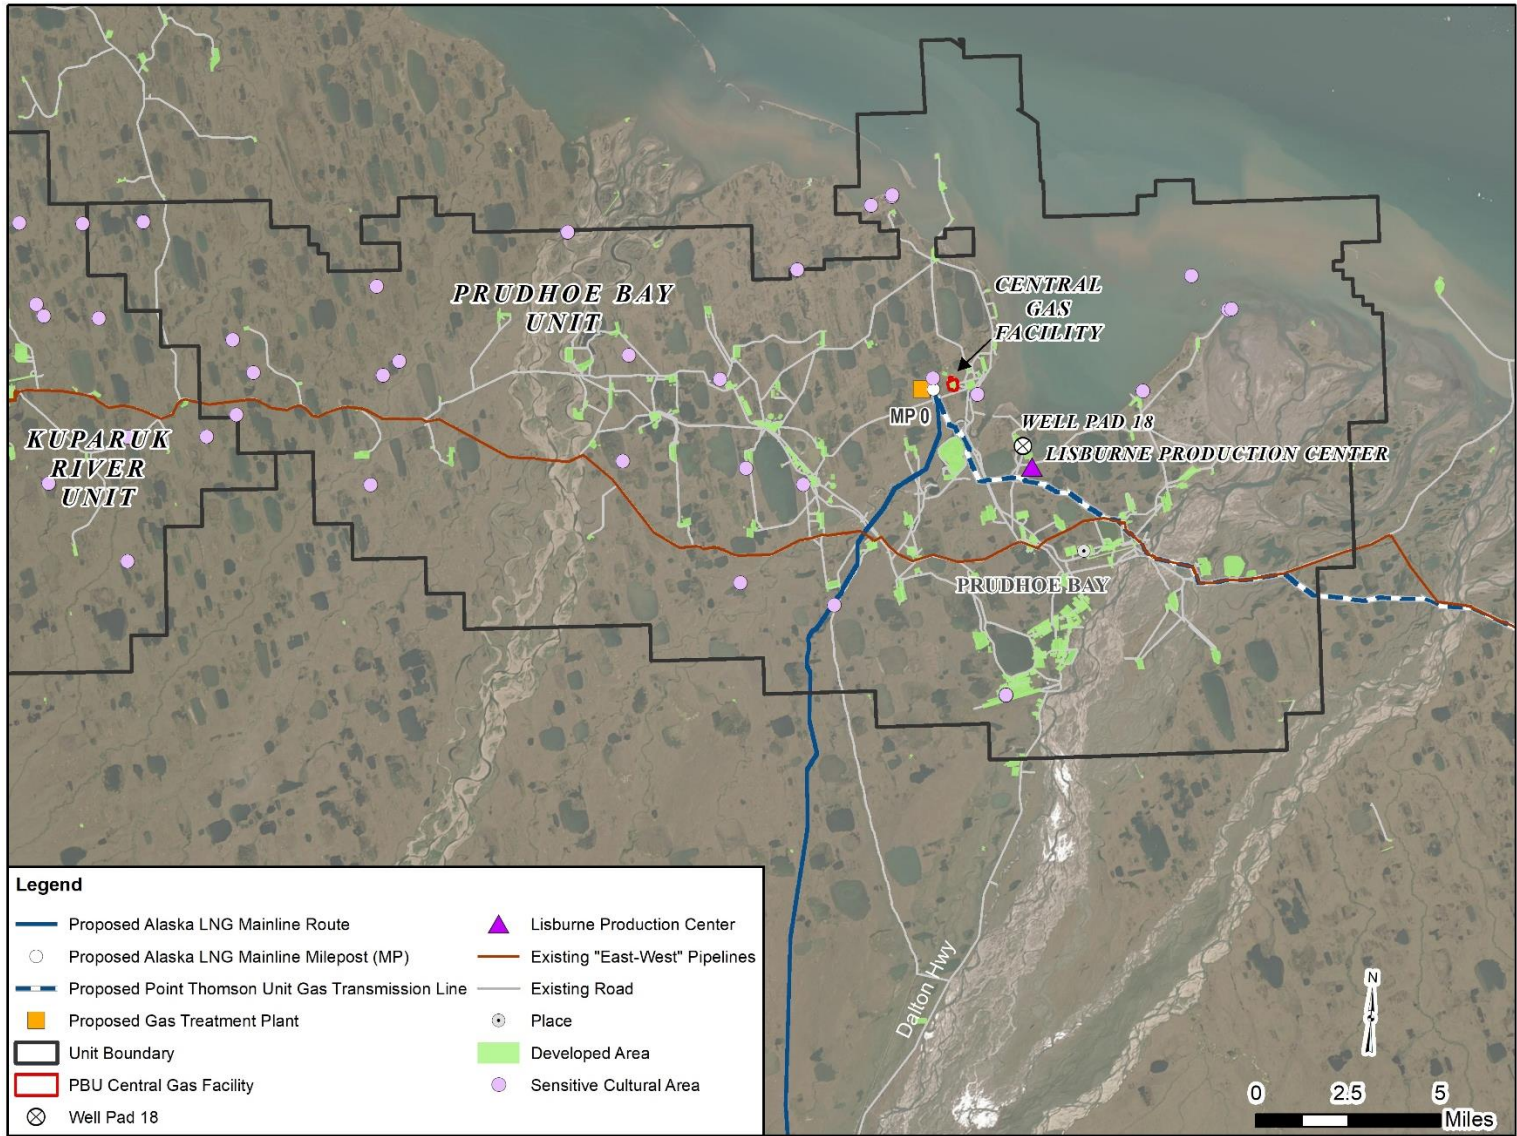 PRUDHOE BAY
UNIT
CENTRAL
GAS
FACILITY
MP 0
WELL PAD 18
LISBURNE PRODUCTION CENTER
KUPARUK
RIVER
UNIT
PRUDHOE BAY
Dalton Hwy
Legend
Proposed Alaska LNG Mainline Route
Proposed Alaska LNG Mainline Milepost (MP)
Proposed Point Thomson Unit Gas Transmission Line
Proposed Gas Treatment Plant
Unit Boundary
PBU Central Gas Facility
Well Pad 18
Lisburne Production Center
Existing "East-West" Pipelines
Existing Road
Place
Developed Area
Sensitive Cultural Area
N
0 2.5 5
Miles